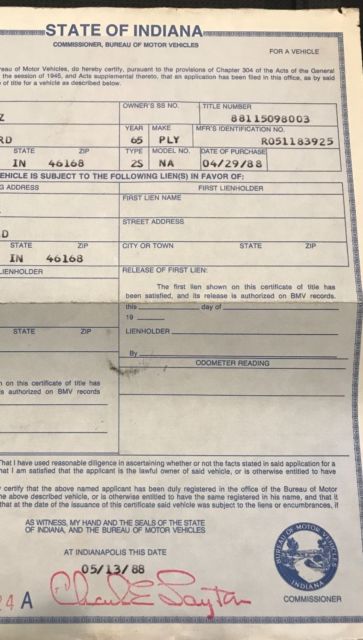 STATE OF INDIANA
COMMISSIONER, BUREAU OF MOTOR VEHICLES
FOR A VEHICLE
reau of Motor Vehicles, do hereby certify, pursuant to the provisions of Chapter 304 of the Acts of the General
the session of 1945, and Acts supplemental thereto, that an application has been filed in this office, as by said
of title for a vehicle as described below.
OWNER'S SS NO. TITLE NUMBER
Z 88115098003
YEAR MAKE MFR'S IDENTIFICATION NO.
RD 65 PLY R051183925
STATE ZIP TYPE MODEL NO. DATE OF PURCHASE
IN 46168 2S NA 04/29/88
EHICLE IS SUBJECT TO THE FOLLOWING LIEN(S) IN FAVOR OF:
G ADDRESS FIRST LIENHOLDER
FIRST LIEN NAME
STREET ADDRESS
D
STATE ZIP CITY OR TOWN STATE ZIP
IN 46168
LIENHOLDER RELEASE OF FIRST LIEN:
The first lien shown on this certificate of title has
been satisfied, and its release is authorized on BMV records.
this day of
19
STATE ZIP LIENHOLDER
By
ODOMETER READING
n on this certificate of title has
s authorized on BMV records
That I have used reasonable diligence in ascertaining whether or not the facts stated in said application for a
hat I am satisfied that the applicant is the lawful owner of said vehicle, or is otherwise entitled to have
certify that the above named applicant has been duly registered in the office of the Bureau of Motor
he above described vehicle, or is otherwise entitled to have the same registered in his name, and that it
that at the date of the issuance of this certificate said vehicle was subject to the liens or encumbrances, if
AS WITNESS, MY HAND AND THE SEALS OF THE STATE
OF INDIANA, AND THE BUREAU OF MOTOR VEHICLES
AT INDIANAPOLIS THIS DATE
05/13/88
BUREAU OF MOTOR VEHICLES
INDIANA
24 A
COMMISSIONER